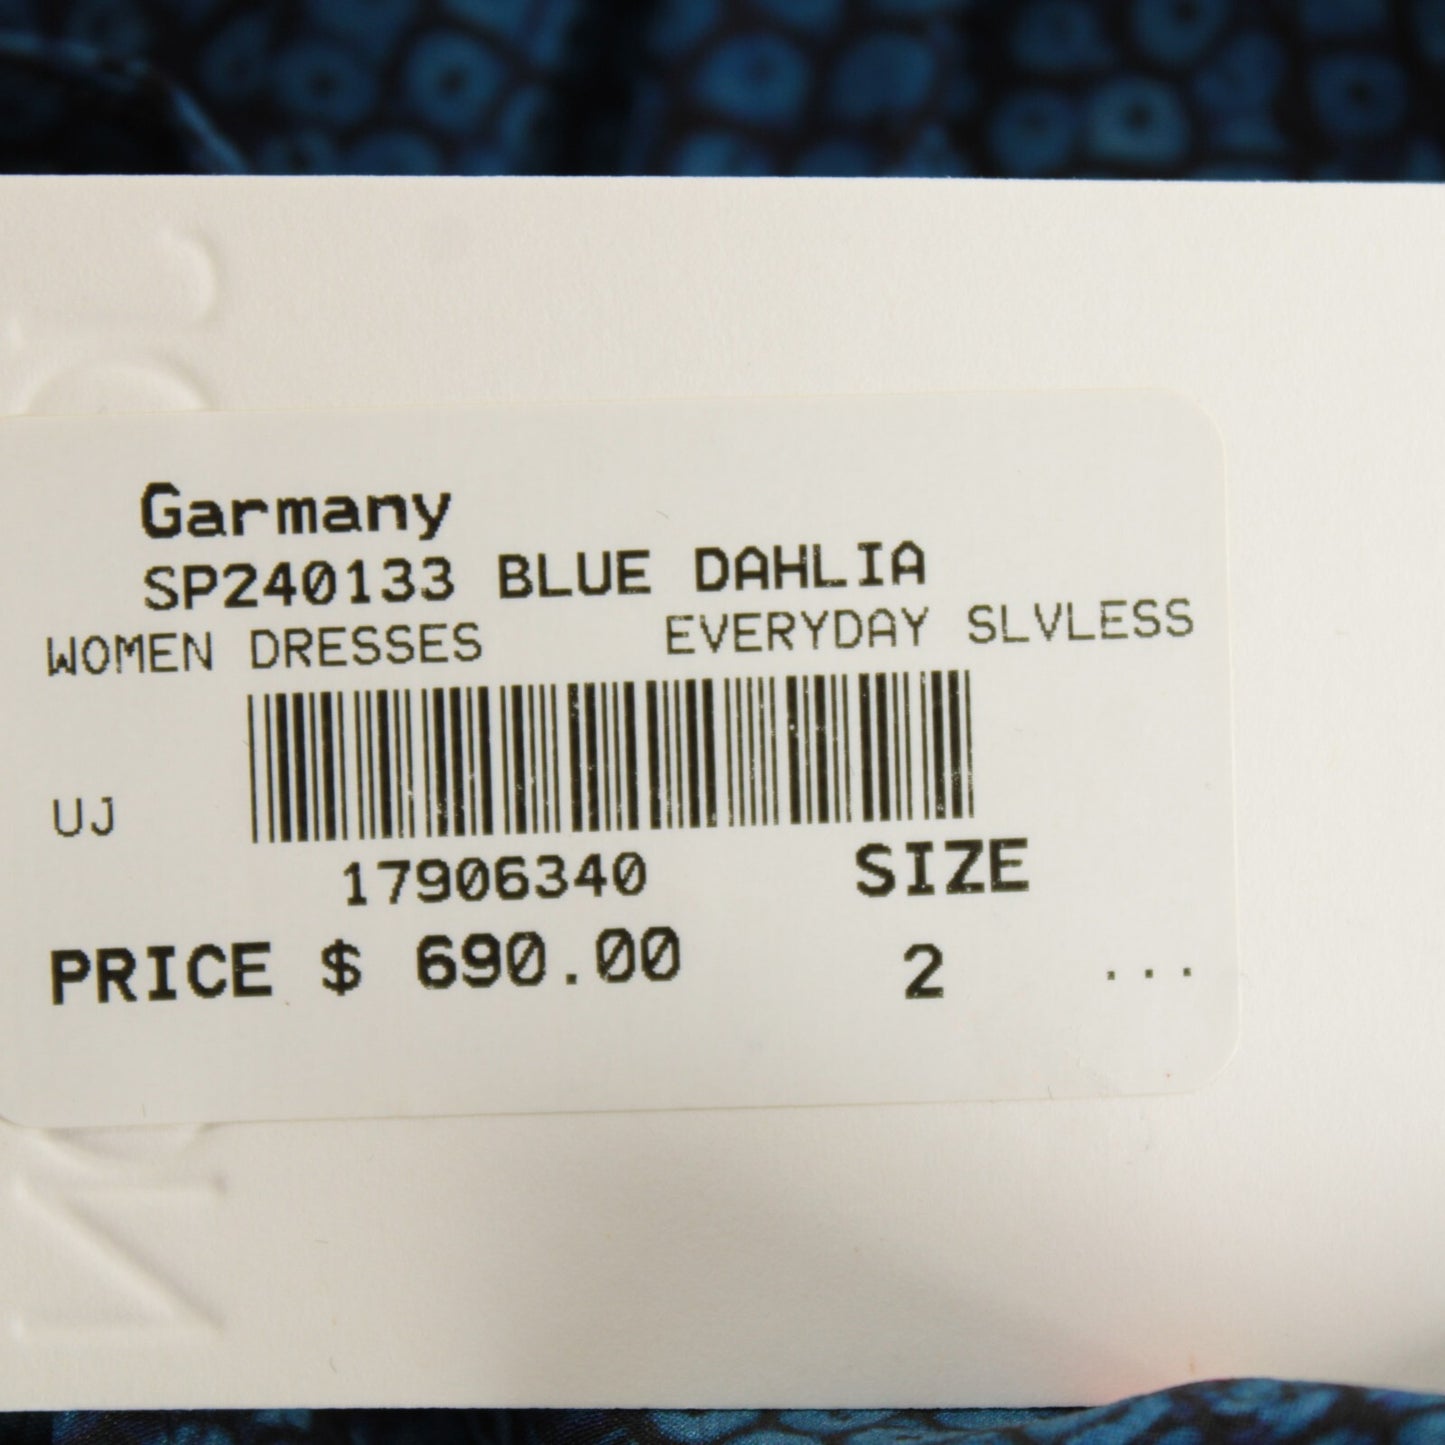 Garmany
SP240133 BLUE DAHLIA
WOMEN DRESSES EVERYDAY SLVLESS
UJ
17906340 SIZE
PRICE $ 690.00 2 ...